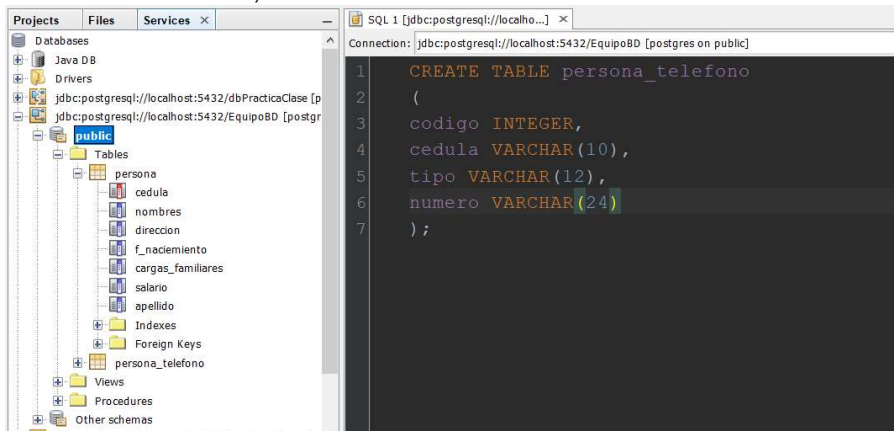 Projects Files Services ×
Databases
Java DB
Drivers
jdbc:postgresql://localhost:5432/dbPracticaClase [p
jdbc:postgresql://localhost:5432/EquipoBD [postgr
public
Tables
persona
cedula
nombres
direccion
f_naciemiento
cargas_familiares
salario
apellido
Indexes
Foreign Keys
persona_telefono
Views
Procedures
Other schemas
SQL 1 [jdbc:postgresql://localho...] ×
Connection: jdbc:postgresql://localhost:5432/EquipoBD [postgres on public]
1 CREATE TABLE persona_telefono
2 (
3 codigo INTEGER,
4 cedula VARCHAR(10),
5 tipo VARCHAR(12),
6 numero VARCHAR(24)
7 );